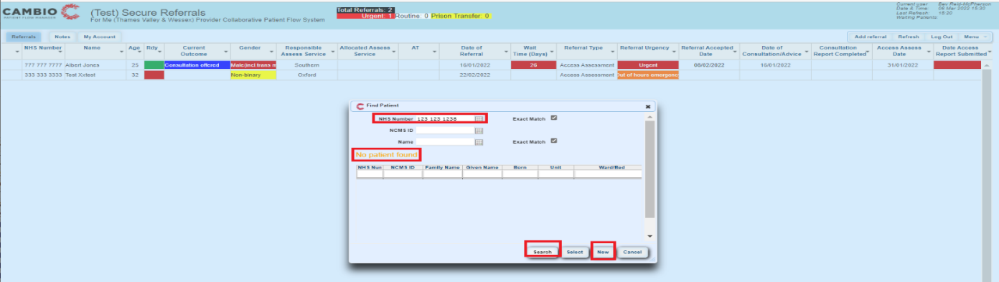 CAMBIO
PATIENT FLOW MANAGER
(Test) Secure Referrals
For Me (Thames Valley & Wessex) Provider Collaborative Patient Flow System
Total Referrals: 2
Urgent: 1 Routine: 0 Prison Transfer: 0
Current user Bev Reid-McPherson
Date & Time: 06 Mar 2022 15:30
Last Refresh: 15:20
Waiting Patients:
Referrals Notes My Account
Add referral Refresh Log Out Menu
NHS Number Name Age Rdy Current Outcome Gender Responsible Assess Service Allocated Assess Service AT Date of Referral Wait Time (Days) Referral Type Referral Urgency Referral Accepted Date Date of Consultation/Advice Consultation Report Completed Access Assess Date Date Access Report Submitted
777 777 7777 Albert Jones 25 Consultation offered Male(incl trans m Southern 16/01/2022 26 Access Assessment Urgent 08/02/2022 16/01/2022 31/01/2022
333 333 3333 Test Xxtest 32 Non-binary Oxford 22/02/2022 Access Assessment Out of hours emergenc
Find Patient
NHS Number 123 123 1238 Exact Match
NCMS ID
Name Exact Match
No patient found
NHS Nun NCMS ID Family Name Given Name Born Unit Ward/Bed
Search Select New Cancel